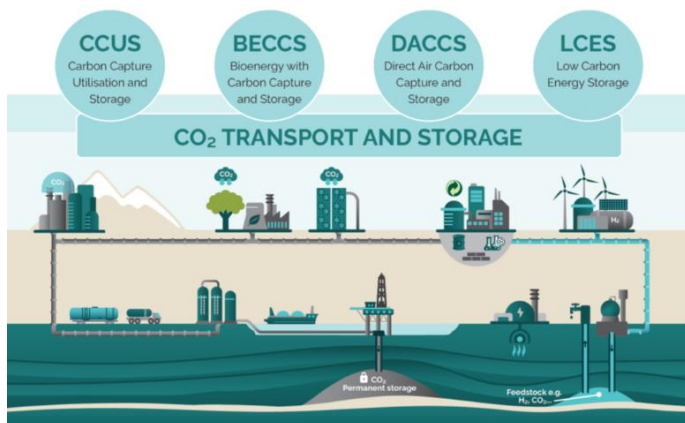 CCUS
Carbon Capture
Utilisation and
Storage
BECCS
Bioenergy with
Carbon Capture
and Storage
DACCS
Direct Air Carbon
Capture and
Storage
LCES
Low Carbon
Energy Storage
CO₂ TRANSPORT AND STORAGE
CO₂
CO₂
CO₂
H₂
CO₂
Permanent storage
Feedstock e.g.
H₂, CO₂...